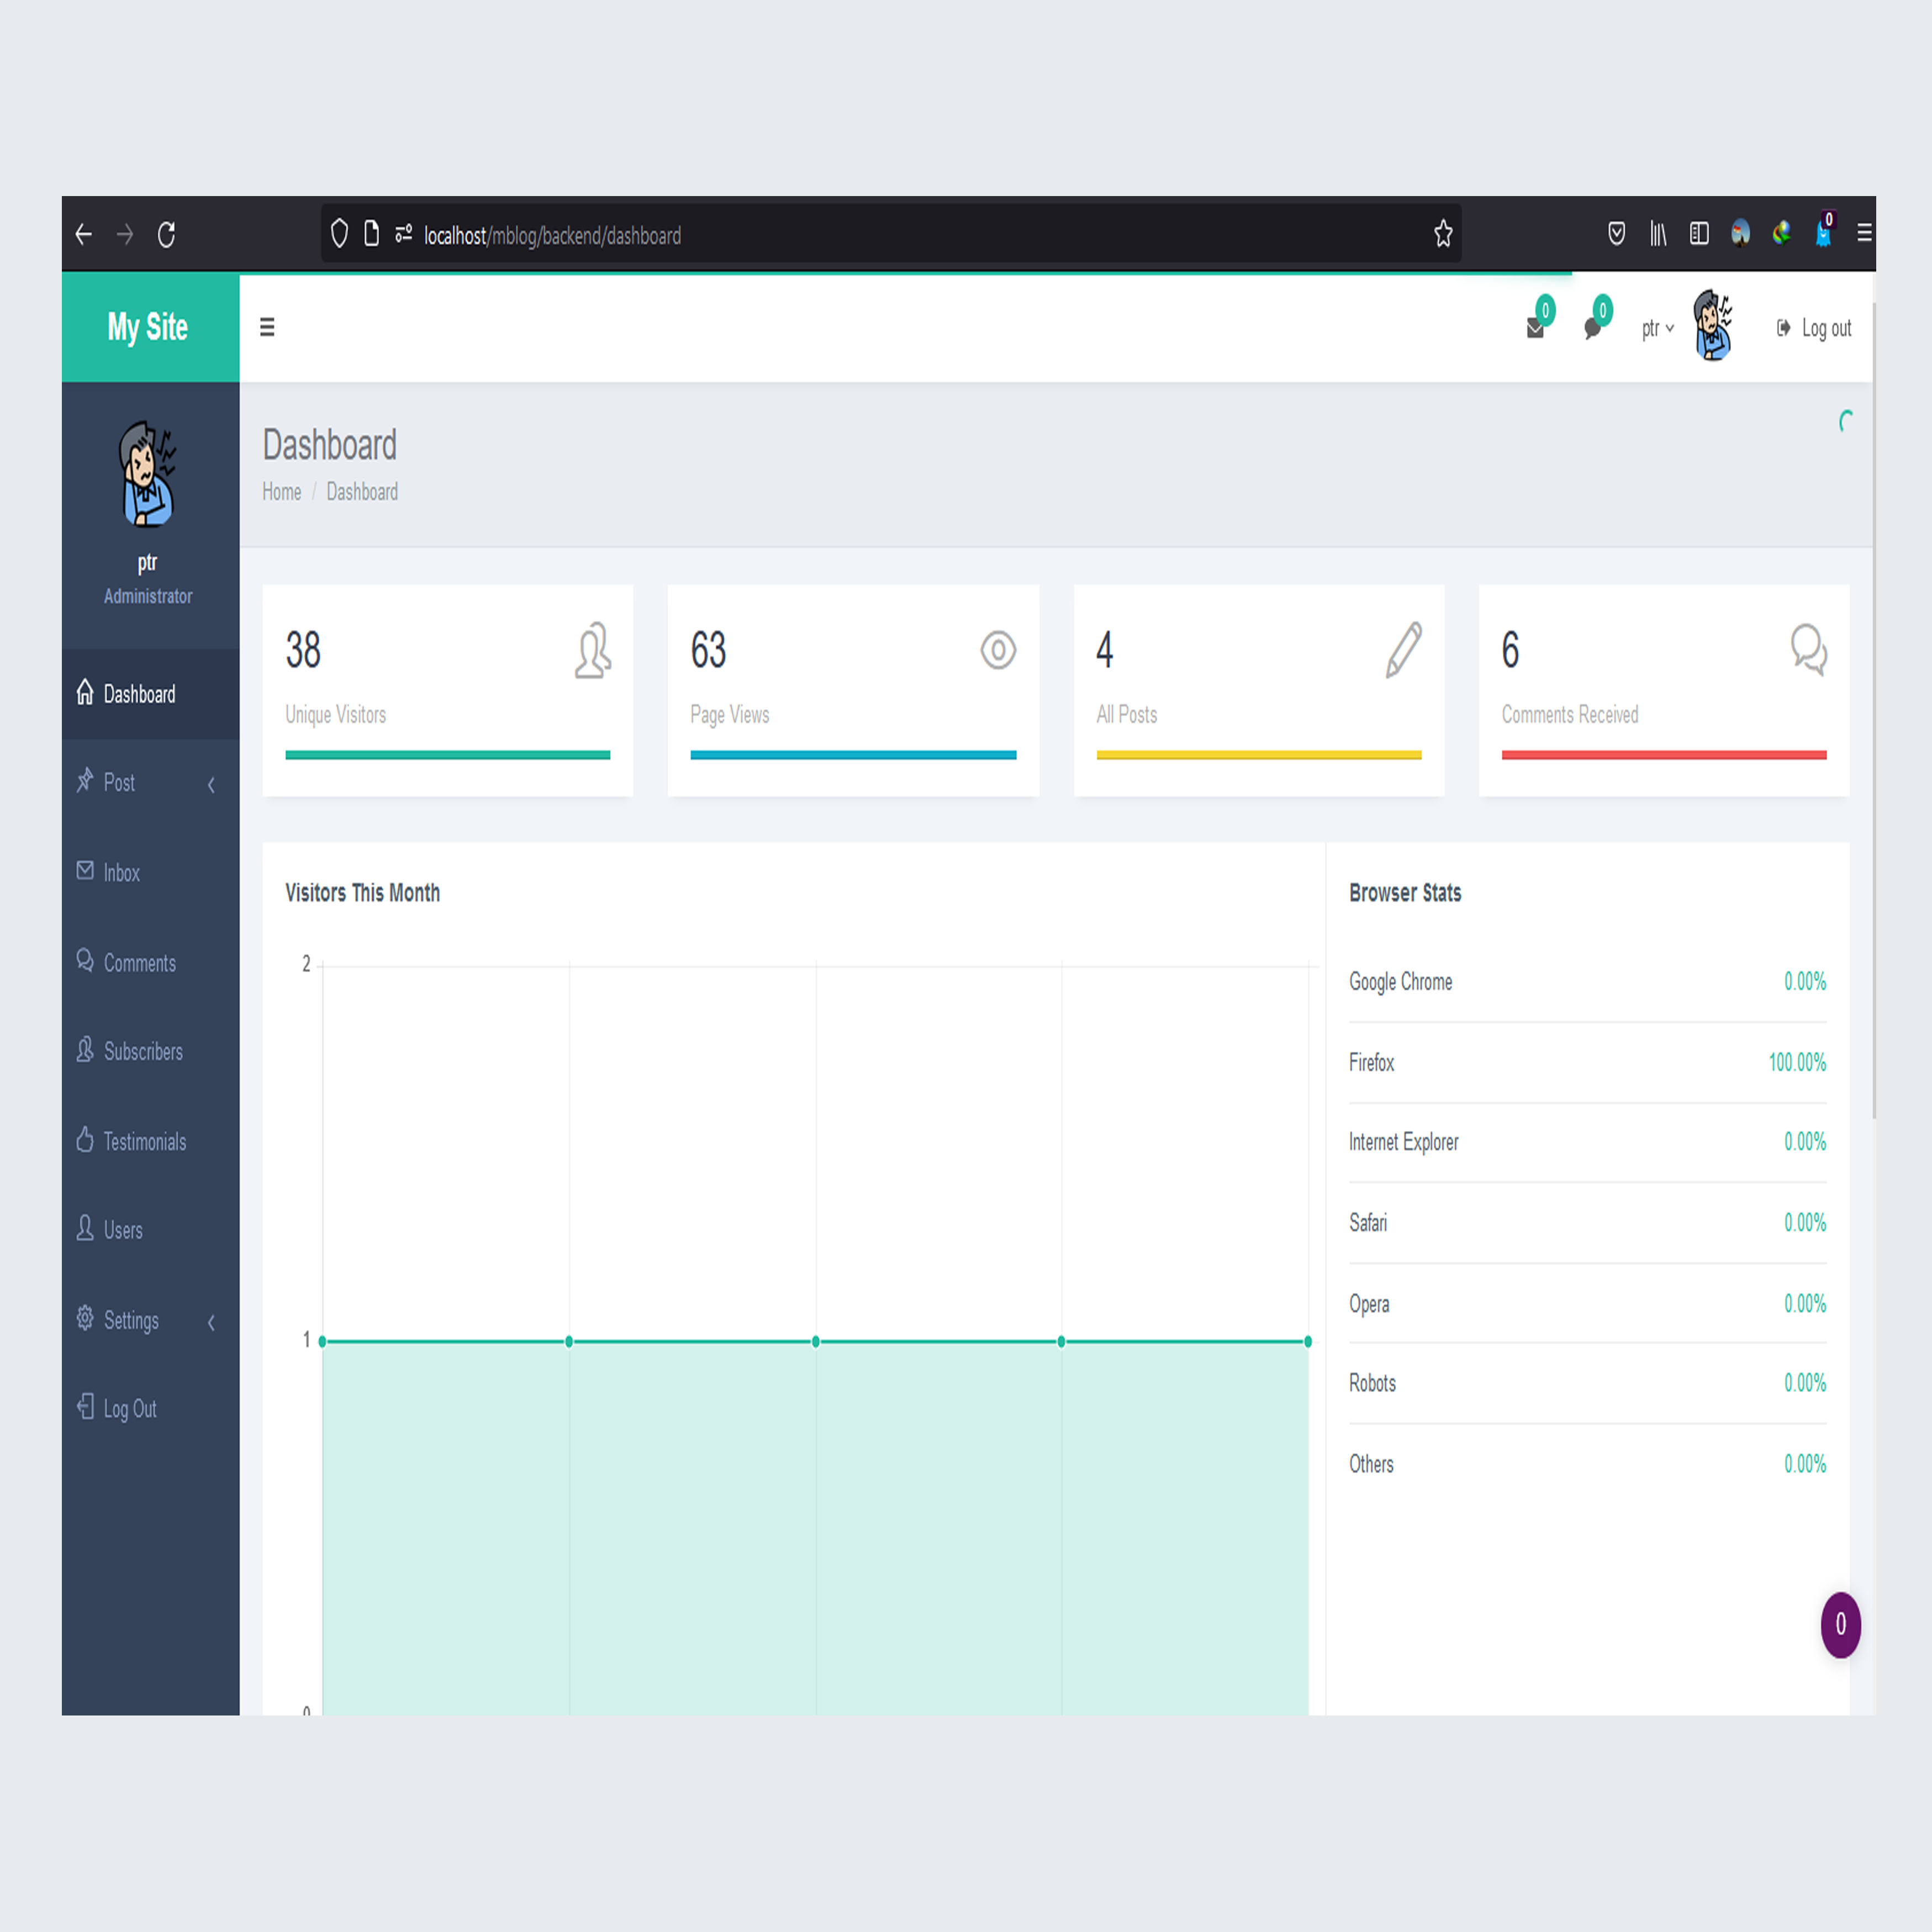 0
localhost/mblog/backend/dashboard
My Site
0
0
ptr
Log out
ptr
Administrator
Dashboard
Post
Inbox
Comments
Subscribers
Testimonials
Users
Settings
Log Out
Dashboard
Home / Dashboard
38
Unique Visitors
63
Page Views
4
All Posts
6
Comments Received
Visitors This Month
2
1
0
Browser Stats
Google Chrome 0.00%
Firefox 100.00%
Internet Explorer 0.00%
Safari 0.00%
Opera 0.00%
Robots 0.00%
Others 0.00%
0